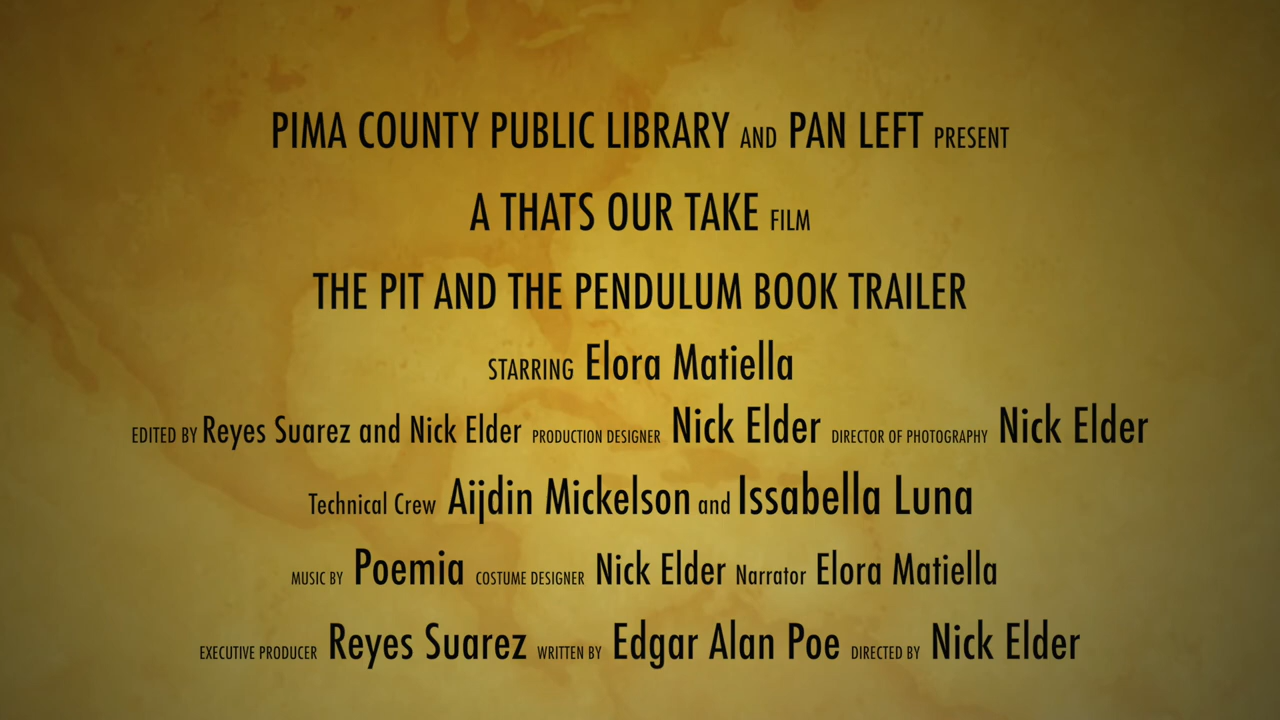 PIMA COUNTY PUBLIC LIBRARY AND PAN LEFT PRESENT
A THATS OUR TAKE FILM
THE PIT AND THE PENDULUM BOOK TRAILER
STARRING Elora Matiella
EDITED BY Reyes Suarez and Nick Elder PRODUCTION DESIGNER Nick Elder DIRECTOR OF PHOTOGRAPHY Nick Elder
Technical Crew Aijdin Mickelson and Issabella Luna
MUSIC BY Poemia COSTUME DESIGNER Nick Elder Narrator Elora Matiella
EXECUTIVE PRODUCER Reyes Suarez WRITTEN BY Edgar Alan Poe DIRECTED BY Nick Elder